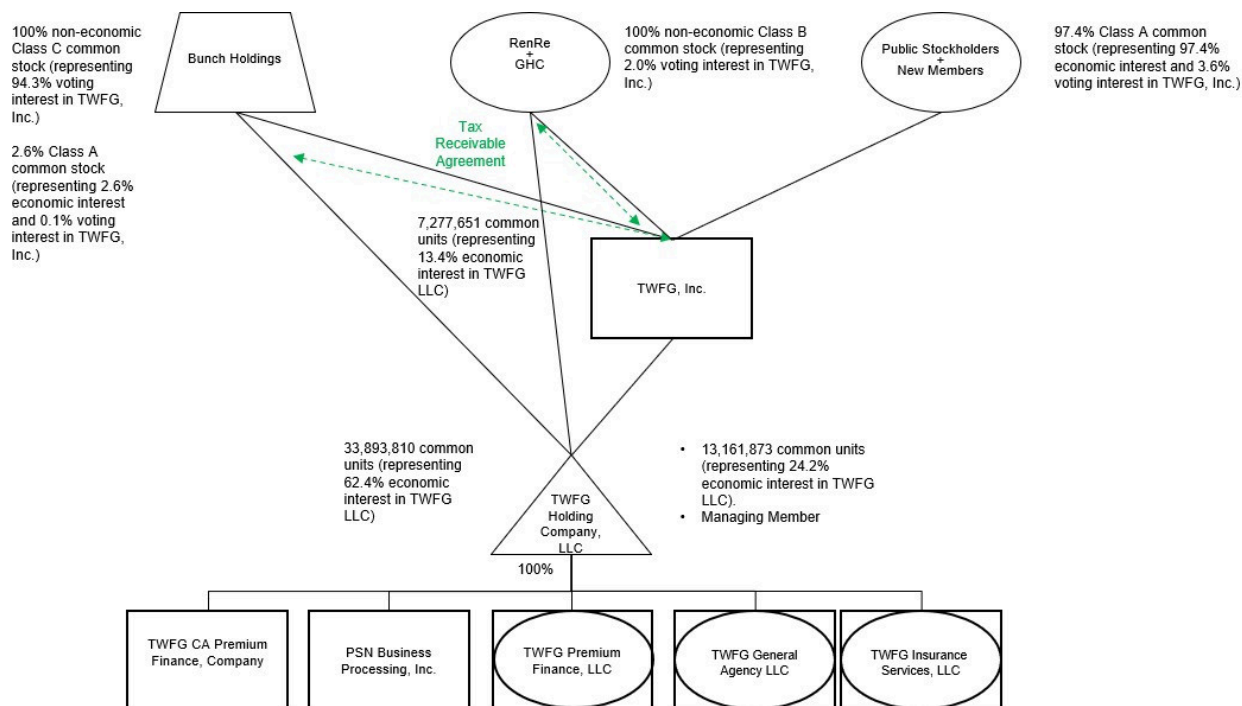 100% non-economic
Class C common
stock (representing
94.3% voting
interest in TWFG,
Inc.)
2.6% Class A
common stock
(representing 2.6%
economic interest
and 0.1% voting
interest in TWFG,
Inc.)
Bunch Holdings
RenRe
+
GHC
100% non-economic Class B
common stock (representing
2.0% voting interest in TWFG,
Inc.)
Public Stockholders
+
New Members
97.4% Class A common
stock (representing 97.4%
economic interest and 3.6%
voting interest in TWFG, Inc.)
Tax
Receivable
Agreement
7,277,651 common
units (representing
13.4% economic
interest in TWFG
LLC)
TWFG, Inc.
33,893,810 common
units (representing
62.4% economic
interest in TWFG
LLC)
• 13,161,873 common units
(representing 24.2%
economic interest in TWFG
LLC).
• Managing Member
TWFG
Holding
Company,
LLC
100%
TWFG CA Premium
Finance, Company
PSN Business
Processing, Inc.
TWFG Premium
Finance, LLC
TWFG General
Agency LLC
TWFG Insurance
Services, LLC